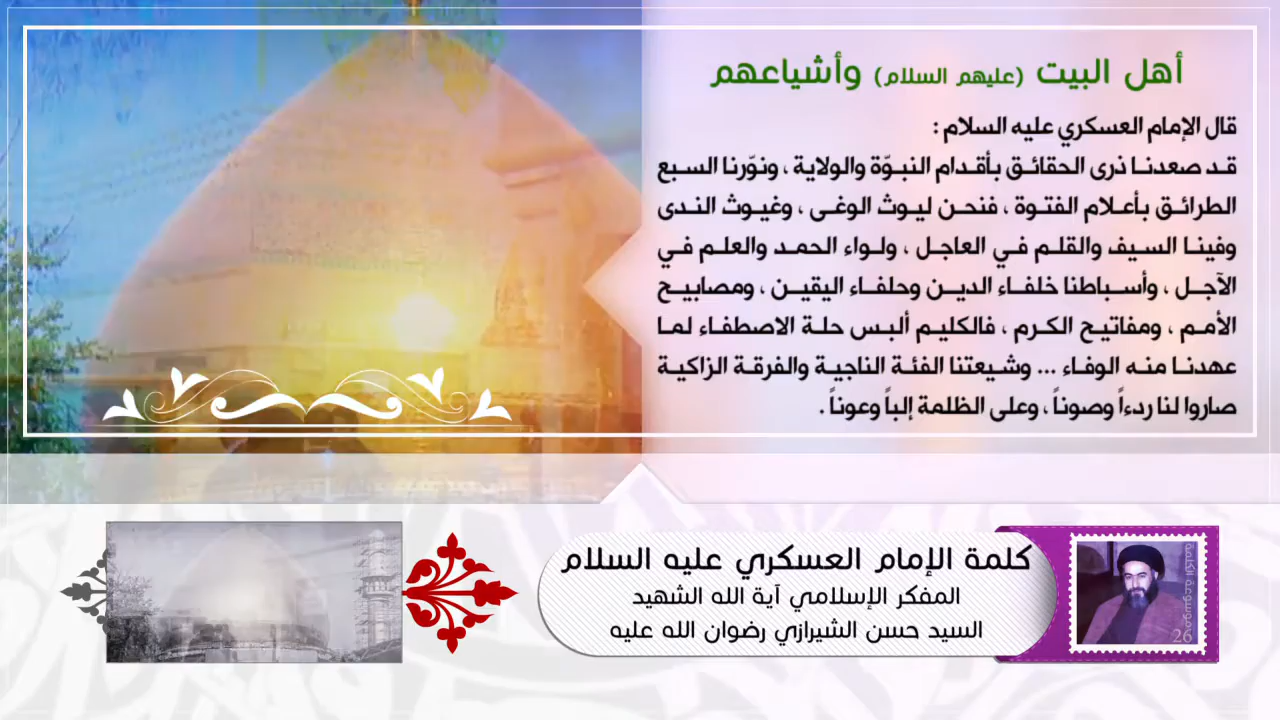 أهل البيت (عليهم السلام) وأشياعهم
قال الإمام العسكري عليه السلام :
قد صعدنا ذرى الحقائق بأقدام النبوّة والولاية ، ونوّرنا السبع
الطرائق بأعلام الفتوة ، فنحن ليوث الوغى ، وغيوث الندى
وفينا السيف والقلم في العاجل ، ولواء الحمد والعلم في
الآجل ، وأسباطنا خلفاء الدين وحلفاء اليقين ، ومصابيح
الأمم ، ومفاتيح الكرم ، فالكليم ألبس حلة الاصطفاء لما
عهدنا منه الوفاء ... وشيعتنا الفئة الناجية والفرقة الزاكية
صاروا لنا ردءاً وصوناً ، وعلى الظلمة إلباً وعوناً .
كلمة الإمام العسكري عليه السلام
المفكر الإسلامي آية الله الشهيد
السيد حسن الشيرازي رضوان الله عليه
26